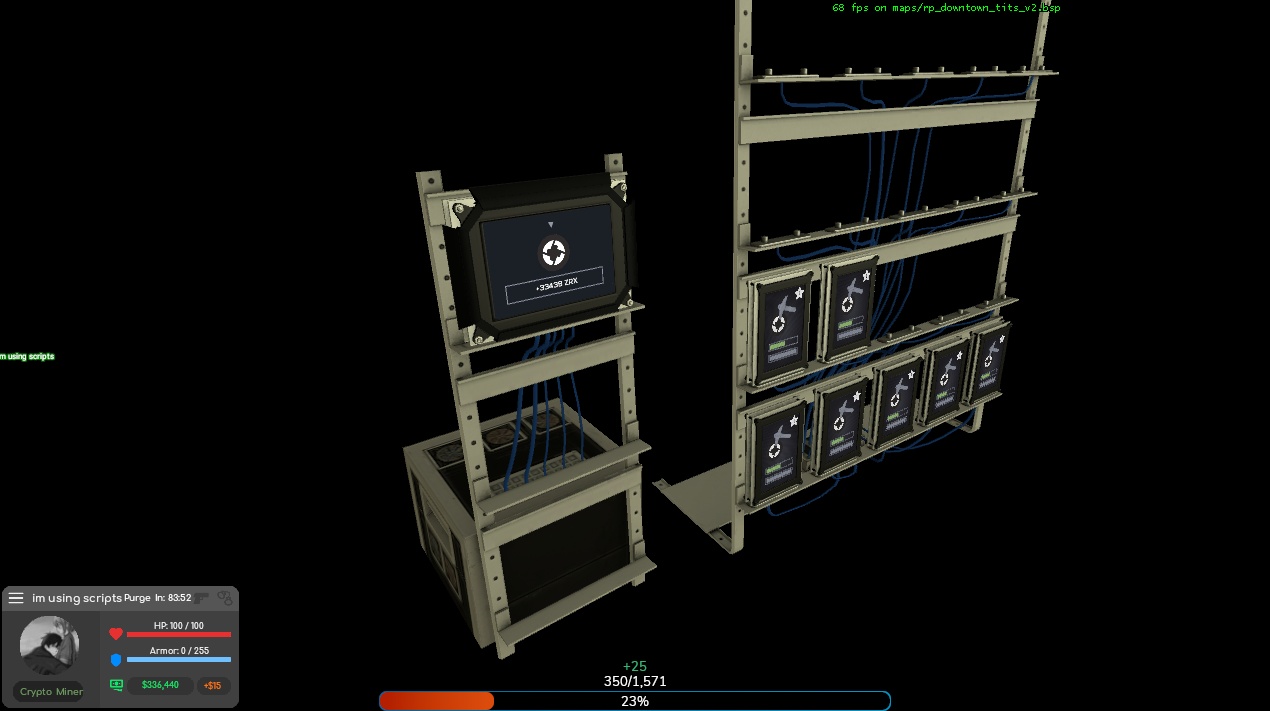 68 fps on maps/rp_downtown_tits_v2.bsp
+33439 ZRX
im using scripts
im using scripts Purge In: 83:52
HP: 100 / 100
Armor: 0 / 255
Crypto Miner
$336,440
+$15
+25
350/1,571
23%